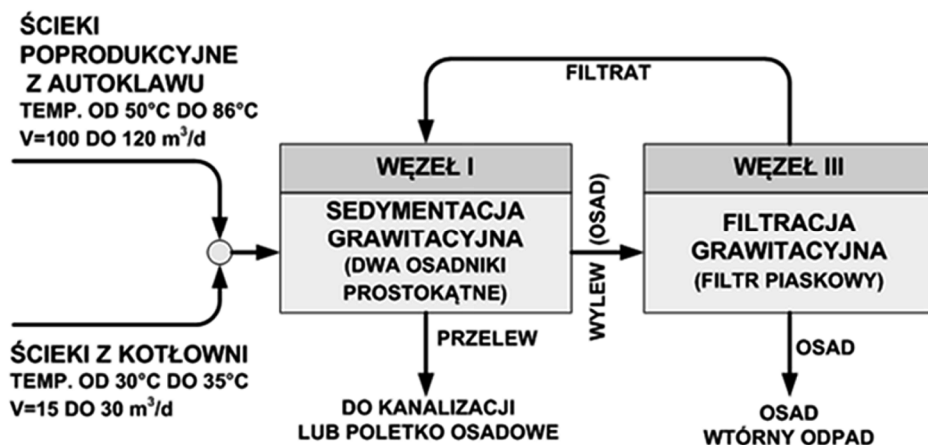 ŚCIEKI
POPRODUKCYJNE
Z AUTOKLAWU
TEMP. OD 50°C DO 86°C
V=100 DO 120 m³/d
FILTRAT
WĘZEŁ I
SEDYMENTACJA
GRAWITACYJNA
(DWA OSADNIKI
PROSTOKĄTNE)
WYLEW (OSAD)
WĘZEŁ III
FILTRACJA
GRAWITACYJNA
(FILTR PIASKOWY)
ŚCIEKI Z KOTŁOWNI
TEMP. OD 30°C DO 35°C
V=15 DO 30 m³/d
PRZELEW
DO KANALIZACJI
LUB POLETKO OSADOWE
OSAD
OSAD
WTÓRNY ODPAD